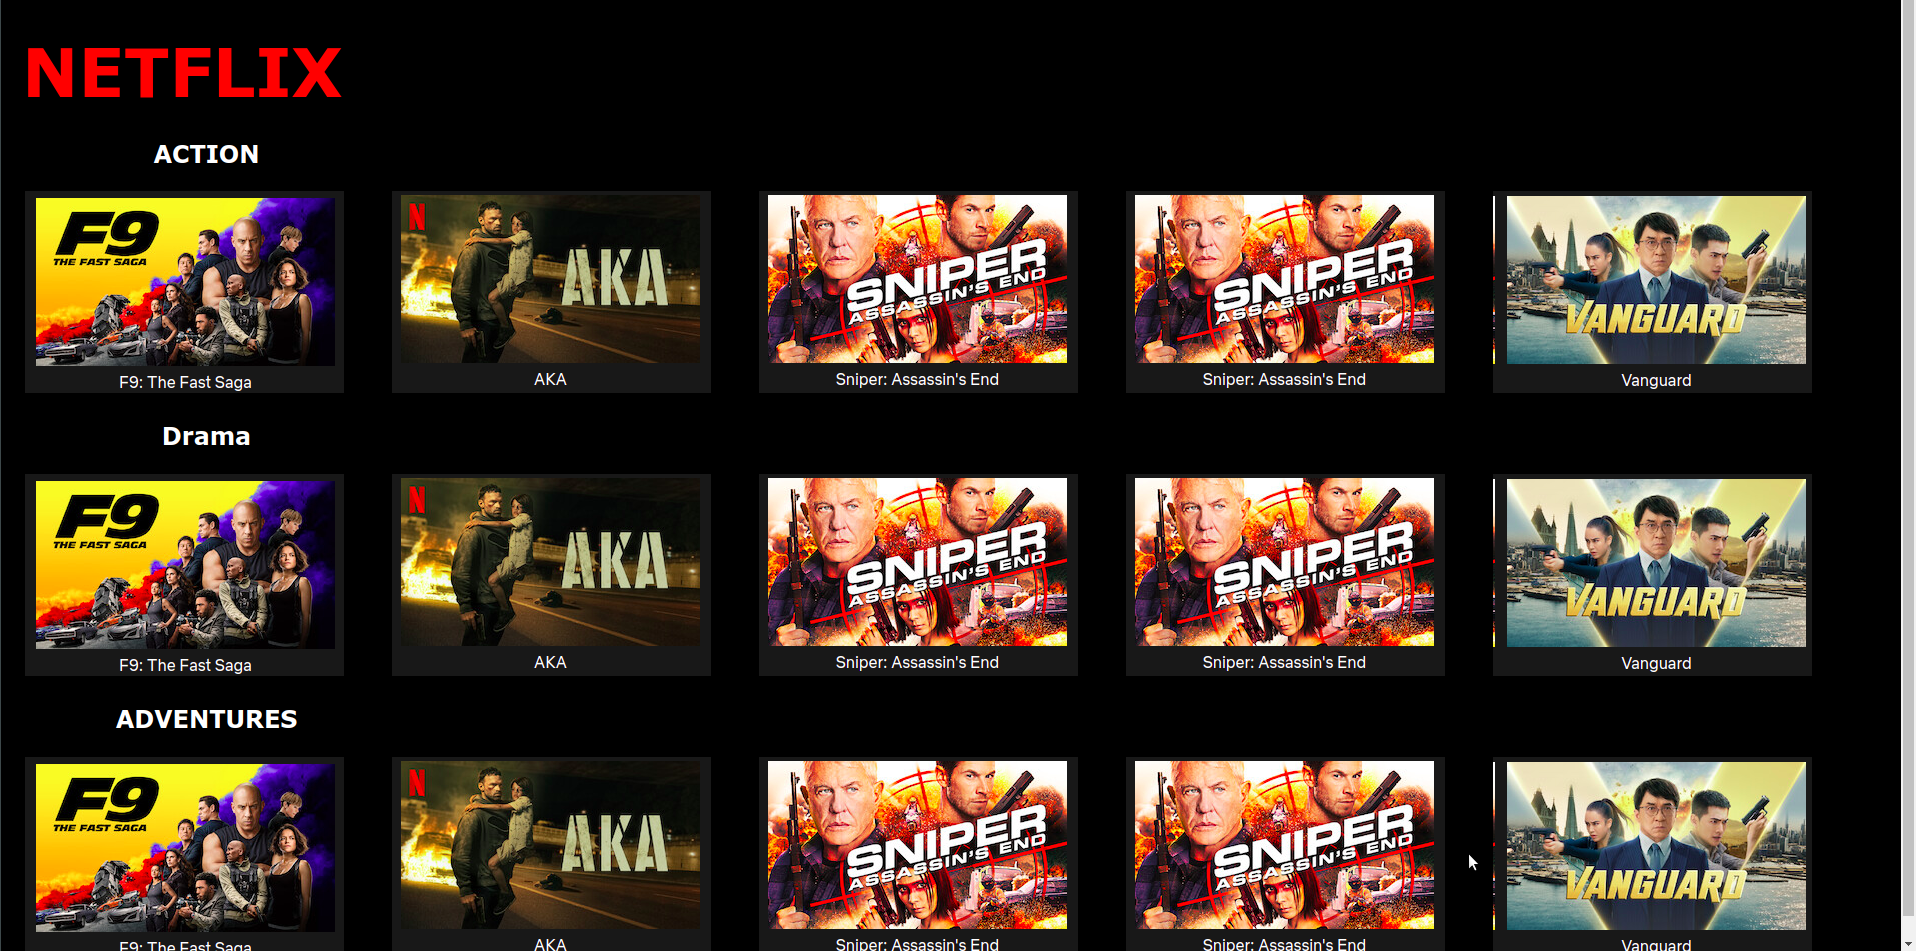 NETFLIX
ACTION
F9
THE FAST SAGA
N
AKA
SNIPER
ASSASSIN'S END
SNIPER
ASSASSIN'S END
VANGUARD
F9: The Fast Saga
AKA
Sniper: Assassin's End
Sniper: Assassin's End
Vanguard
Drama
F9
THE FAST SAGA
N
AKA
SNIPER
ASSASSIN'S END
SNIPER
ASSASSIN'S END
VANGUARD
F9: The Fast Saga
AKA
Sniper: Assassin's End
Sniper: Assassin's End
Vanguard
ADVENTURES
F9
THE FAST SAGA
N
AKA
SNIPER
ASSASSIN'S END
SNIPER
ASSASSIN'S END
VANGUARD
F9: The Fast Saga
AKA
Sniper: Assassin's End
Sniper: Assassin's End
Vanguard